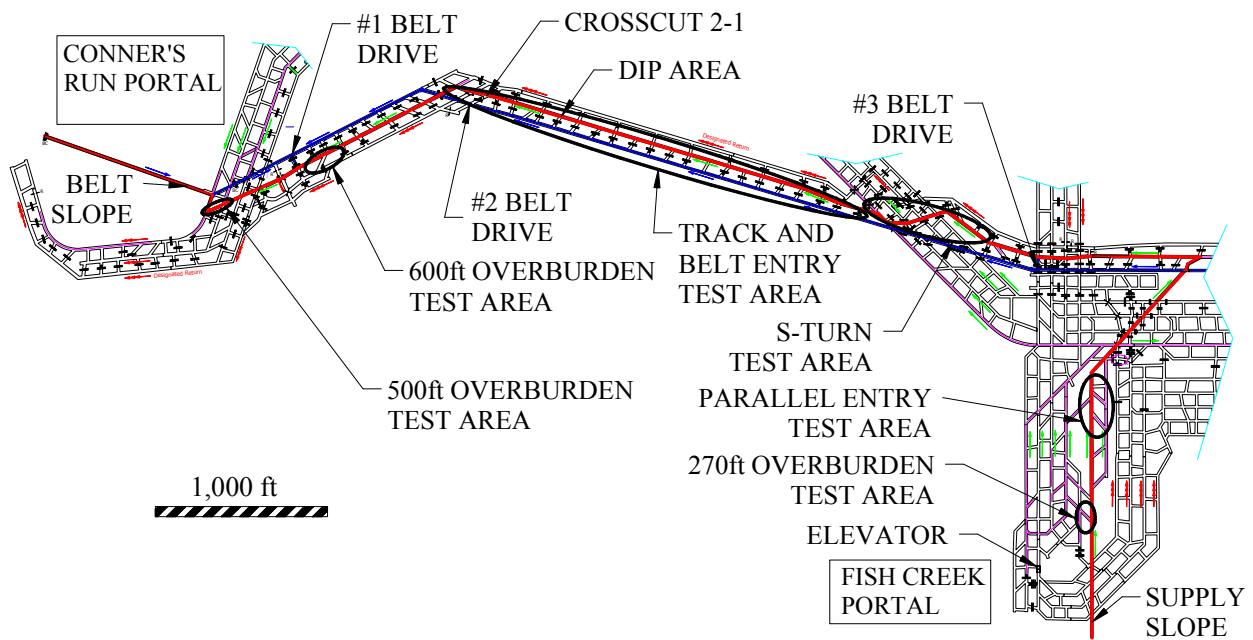 CONNER'S
RUN PORTAL
#1 BELT
DRIVE
CROSSCUT 2-1
DIP AREA
#3 BELT
DRIVE
Designated Return
BELT
SLOPE
#2 BELT
DRIVE
TRACK AND
BELT ENTRY
TEST AREA
600ft OVERBURDEN
TEST AREA
Designated Return
S-TURN
TEST AREA
500ft OVERBURDEN
TEST AREA
PARALLEL ENTRY
TEST AREA
270ft OVERBURDEN
TEST AREA
1,000 ft
ELEVATOR
FISH CREEK
PORTAL
SUPPLY
SLOPE